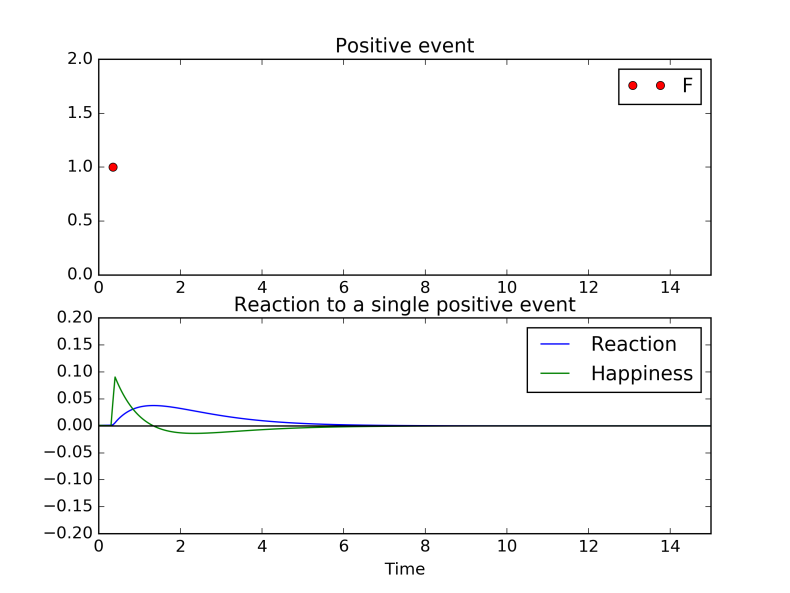 Positive event
2.0
F
1.5
1.0
0.5
0.0
0 2 4 6 8 10 12 14
Reaction to a single positive event
0.20
Reaction
0.15
Happiness
0.10
0.05
0.00
−0.05
−0.10
−0.15
−0.20
0 2 4 6 8 10 12 14
Time